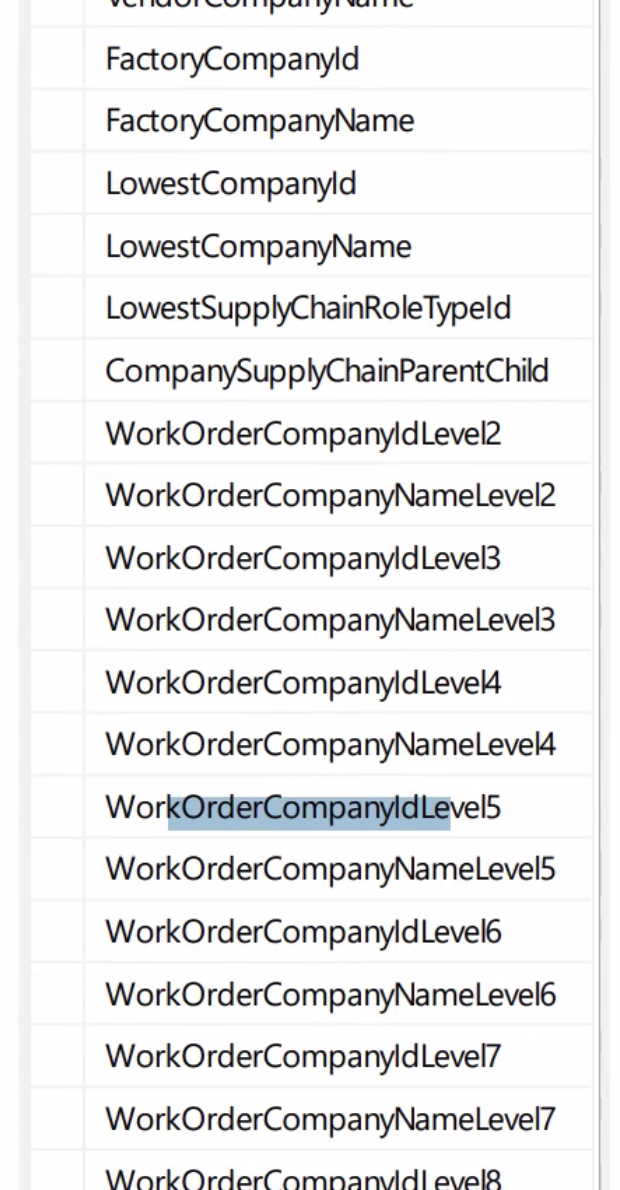 VendorCompanyName
FactoryCompanyId
FactoryCompanyName
LowestCompanyId
LowestCompanyName
LowestSupplyChainRoleTypeId
CompanySupplyChainParentChild
WorkOrderCompanyIdLevel2
WorkOrderCompanyNameLevel2
WorkOrderCompanyIdLevel3
WorkOrderCompanyNameLevel3
WorkOrderCompanyIdLevel4
WorkOrderCompanyNameLevel4
WorkOrderCompanyIdLevel5
WorkOrderCompanyNameLevel5
WorkOrderCompanyIdLevel6
WorkOrderCompanyNameLevel6
WorkOrderCompanyIdLevel7
WorkOrderCompanyNameLevel7
WorkOrderCompanyIdLevel8